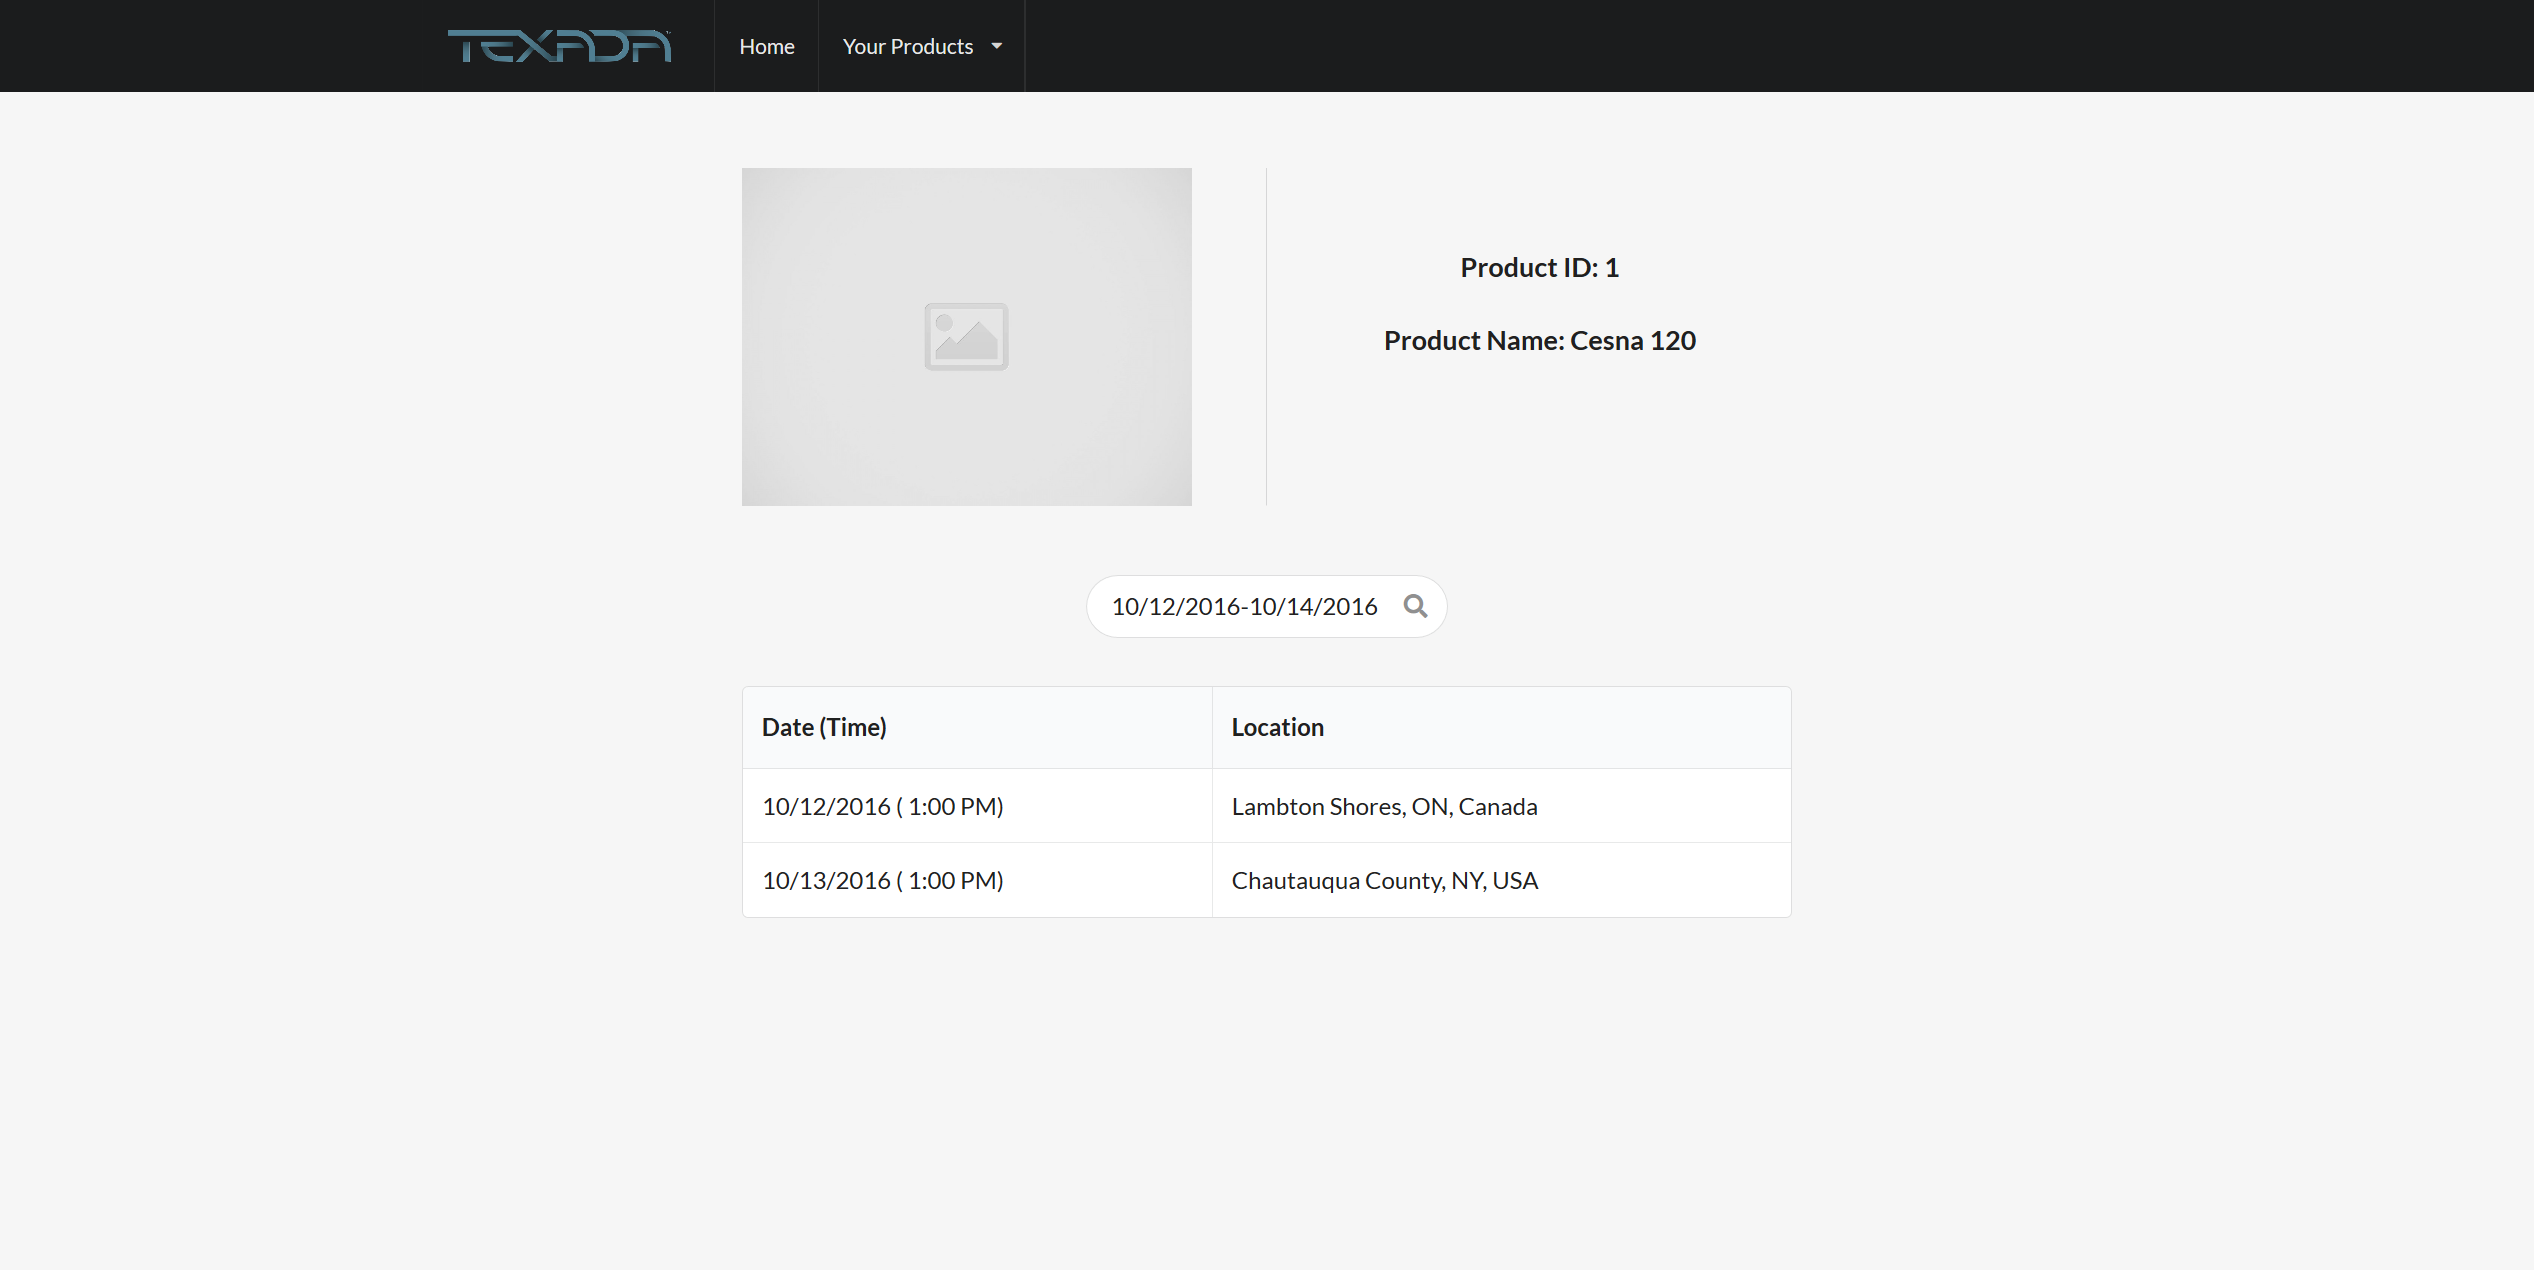 TEXADA
Home
Your Products
Product ID: 1
Product Name: Cesna 120
10/12/2016-10/14/2016
Date (Time) Location
10/12/2016 ( 1:00 PM) Lambton Shores, ON, Canada
10/13/2016 ( 1:00 PM) Chautauqua County, NY, USA